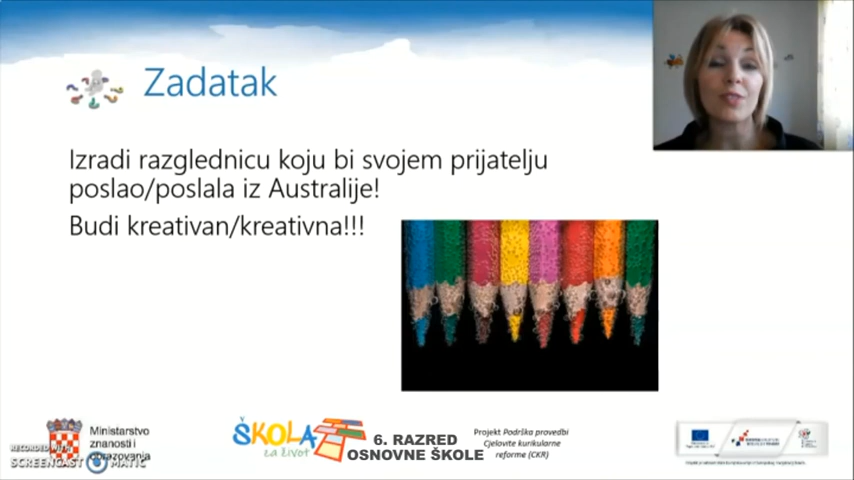 Zadatak
Izradi razglednicu koju bi svojem prijatelju
poslao/poslala iz Australije!
Budi kreativan/kreativna!!!
Ministarstvo
znanosti i
obrazovanja
RECORDED WITH
SCREENCAST MATIC
ŠKOLA
za život
6. RAZRED
OSNOVNE ŠKOLE
Projekt Podrška provedbi
Cjelovite kurikularne
reforme (CKR)